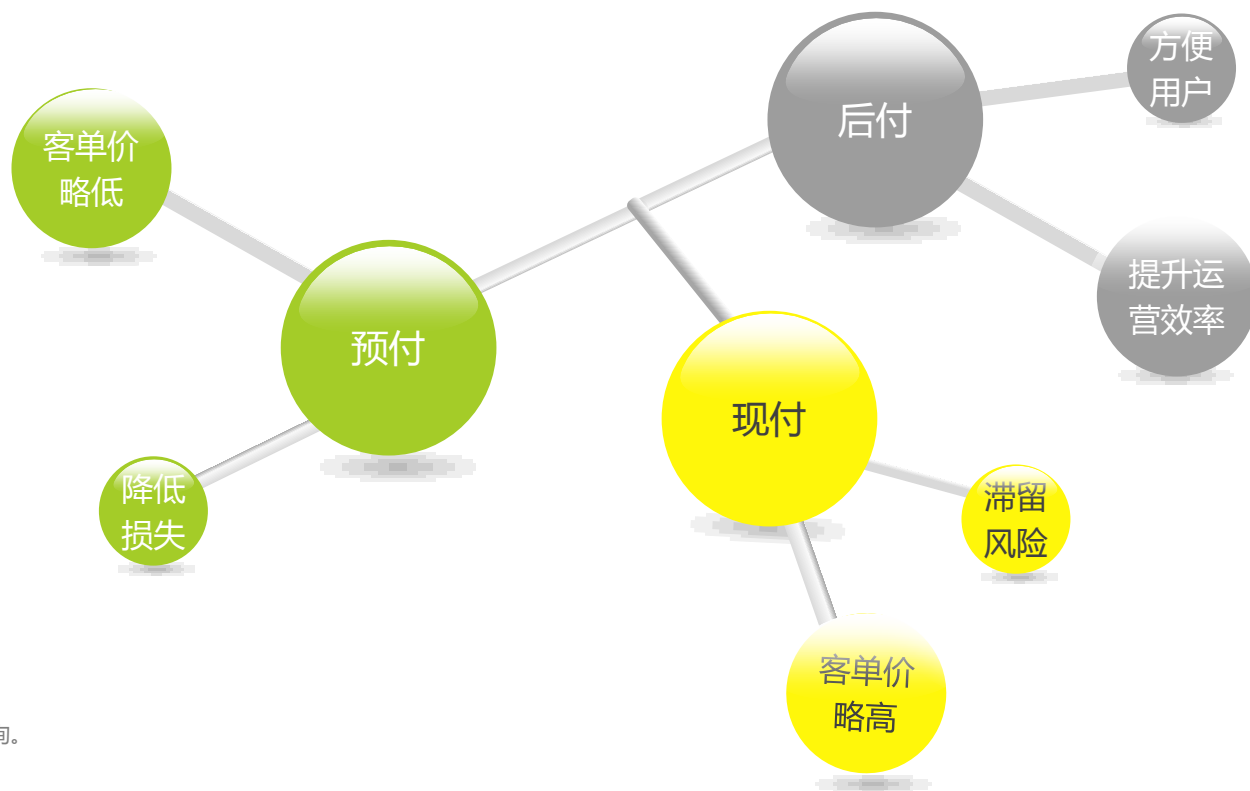 方便
用户
后付
客单价
略低
提升运
营效率
预付
现付
降低
损失
滞留
风险
客单价
略高
间。